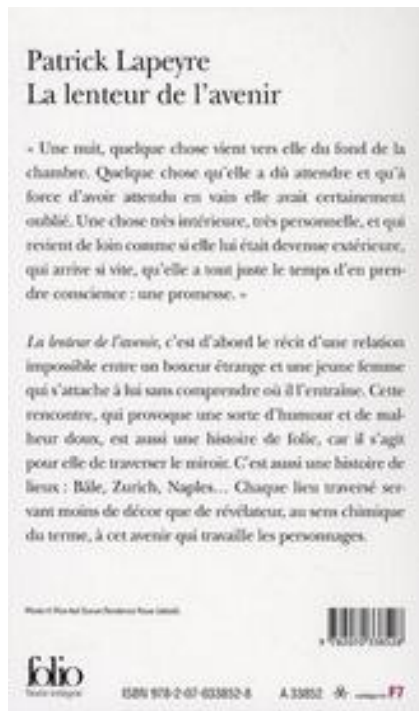 Patrick Lapeyre
La lenteur de l'avenir
« Une nuit, quelque chose vient vers elle du fond de la
chambre. Quelque chose qu'elle a dû attendre et qu'à
force d'avoir attendu en vain elle avait certainement
oublié. Une chose très intérieure, très personnelle, et qui
revient de loin comme si elle lui était devenue extérieure,
qui arrive si vite, qu'elle a tout juste le temps d'en pren-
dre conscience : une promesse. »
La lenteur de l'avenir, c'est d'abord le récit d'une relation
impossible entre un boxeur étrange et une jeune femme
qui s'attache à lui sans comprendre où il l'entraîne. Cette
rencontre, qui provoque une sorte d'humour et de mal-
heur doux, est aussi une histoire de folie, car il s'agit
pour elle de traverser le miroir. C'est aussi une histoire de
lieux : Bâle, Zurich, Naples... Chaque lieu traversé ser-
vant moins de décor que de révélateur, au sens chimique
du terme, à cet avenir qui travaille les personnages.
folio
Texte intégral
ISBN 978-2-07-033852-8 A 33852 catégorie F7